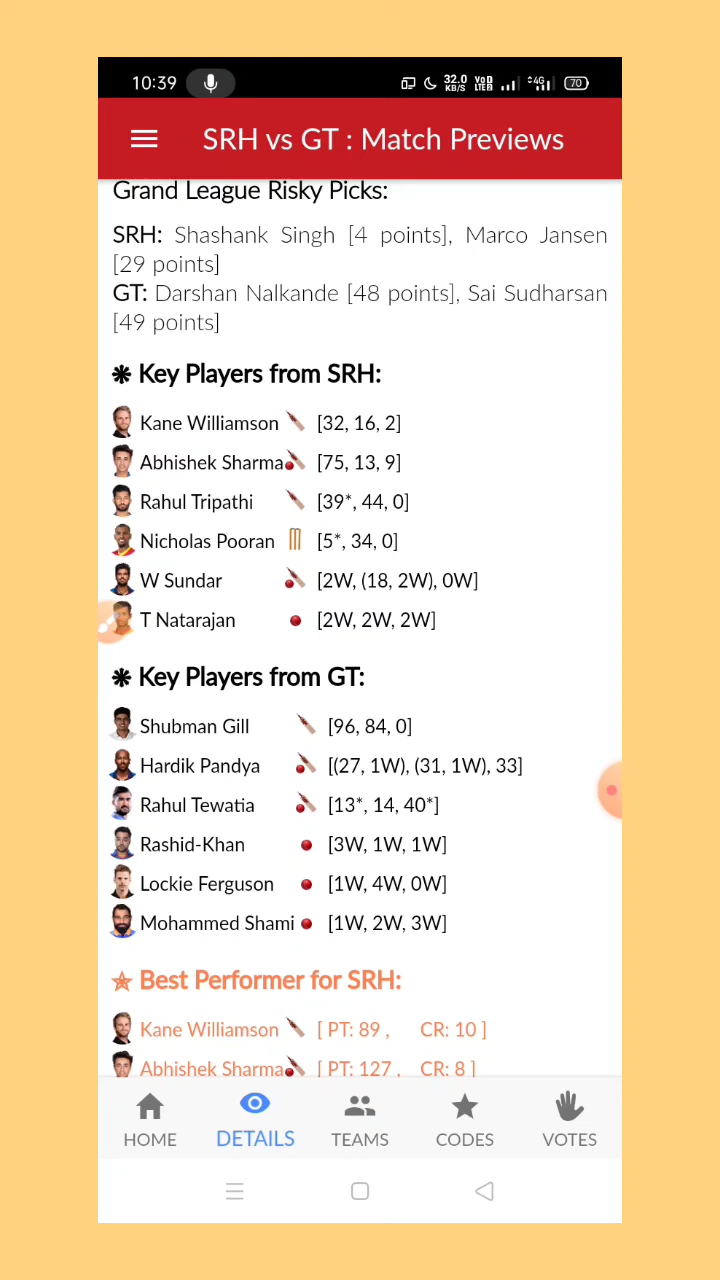 10:39 32.0 KB/S VoD LTE 4G 70
SRH vs GT : Match Previews
Grand League Risky Picks:
SRH: Shashank Singh [4 points], Marco Jansen
[29 points]
GT: Darshan Nalkande [48 points], Sai Sudharsan
[49 points]
Key Players from SRH:
Kane Williamson [32, 16, 2]
Abhishek Sharma [75, 13, 9]
Rahul Tripathi [39*, 44, 0]
Nicholas Pooran [5*, 34, 0]
W Sundar [2W, (18, 2W), 0W]
T Natarajan [2W, 2W, 2W]
Key Players from GT:
Shubman Gill [96, 84, 0]
Hardik Pandya [(27, 1W), (31, 1W), 33]
Rahul Tewatia [13*, 14, 40*]
Rashid-Khan [3W, 1W, 1W]
Lockie Ferguson [1W, 4W, 0W]
Mohammed Shami [1W, 2W, 3W]
Best Performer for SRH:
Kane Williamson [ PT: 89 , CR: 10 ]
Abhishek Sharma [ PT: 127 , CR: 8 ]
HOME DETAILS TEAMS CODES VOTES